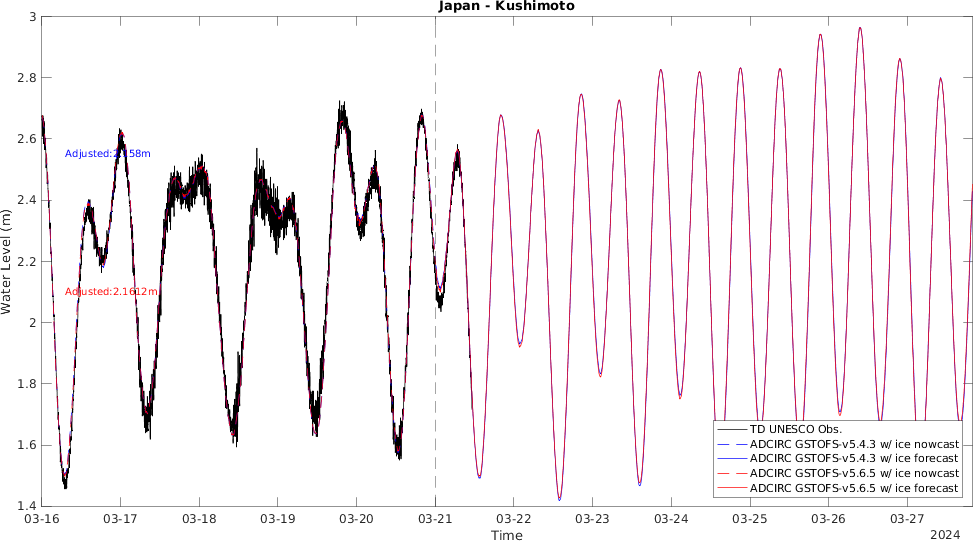 Japan - Kushimoto
3
2.8
2.6
2.4
2.2
2
1.8
1.6
1.4
Water Level (m)
Adjusted:2.1612m
TD UNESCO Obs.
ADCIRC GSTOFS-v5.4.3 w/ ice nowcast
ADCIRC GSTOFS-v5.4.3 w/ ice forecast
ADCIRC GSTOFS-v5.6.5 w/ ice nowcast
ADCIRC GSTOFS-v5.6.5 w/ ice forecast
03-16 03-17 03-18 03-19 03-20 03-21 03-22 03-23 03-24 03-25 03-26 03-27
Time
2024